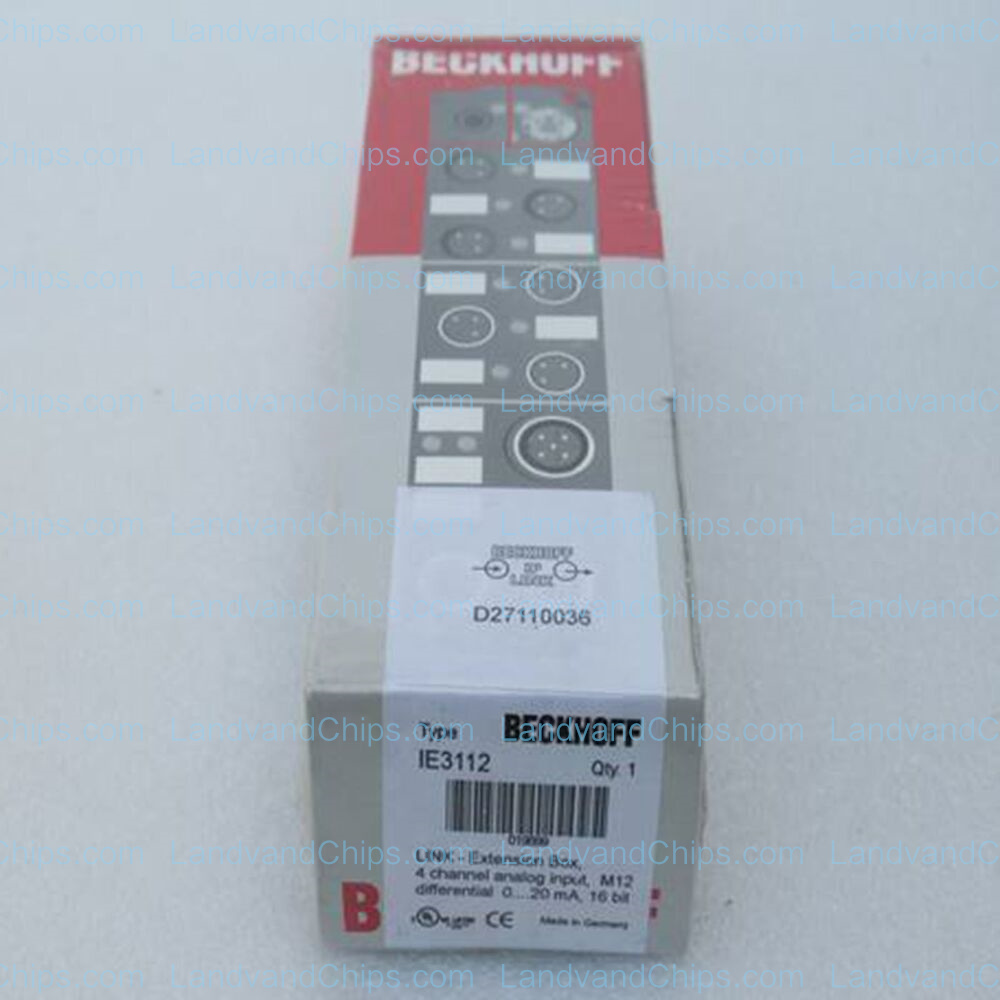 BECKHOFF
BECKHOFF
IP
LINK
D27110036
Type BECKHOFF
IE3112 Qty. 1
LINK - Extension Box,
4 channel analog input, M12
differential 0....20 mA, 16 bit
CE Made in Germany
B F
LandvandChips.com